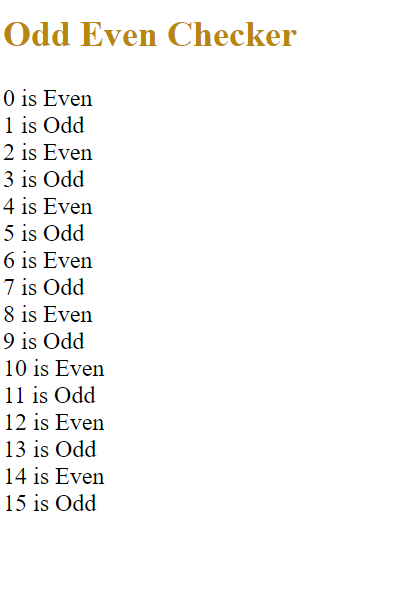 Odd Even Checker
0 is Even
1 is Odd
2 is Even
3 is Odd
4 is Even
5 is Odd
6 is Even
7 is Odd
8 is Even
9 is Odd
10 is Even
11 is Odd
12 is Even
13 is Odd
14 is Even
15 is Odd